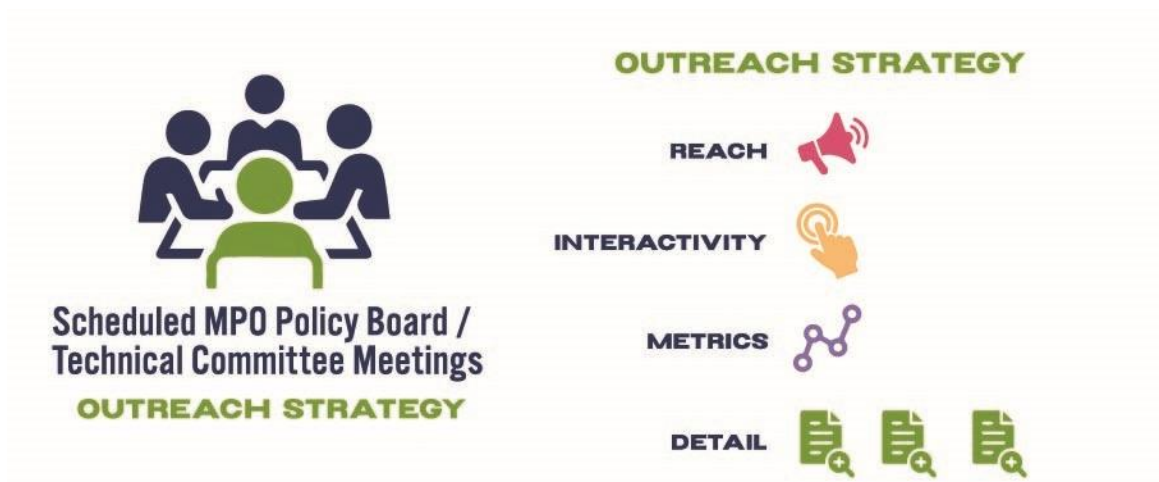 Scheduled MPO Policy Board /
Technical Committee Meetings
OUTREACH STRATEGY
OUTREACH STRATEGY
REACH
INTERACTIVITY
METRICS
DETAIL